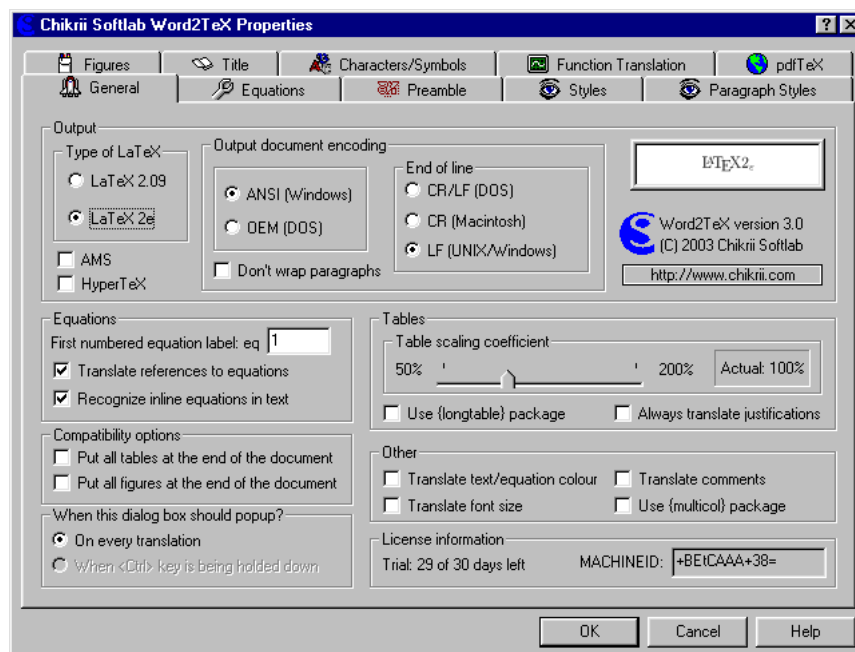 Chikrii Softlab Word2TeX Properties
Figures
Title
Characters/Symbols
Function Translation
pdfTeX
General
Equations
Preamble
Styles
Paragraph Styles
Output
Type of LaTeX
LaTeX 2.09
LaTeX 2e
AMS
HyperTeX
Output document encoding
ANSI (Windows)
OEM (DOS)
Don't wrap paragraphs
End of line
CR/LF (DOS)
CR (Macintosh)
LF (UNIX/Windows)
LATEX2ε
Word2TeX version 3.0
(C) 2003 Chikrii Softlab
http://www.chikrii.com
Equations
First numbered equation label: eq 1
Translate references to equations
Recognize inline equations in text
Compatibility options
Put all tables at the end of the document
Put all figures at the end of the document
When this dialog box should popup?
On every translation
When <Ctrl> key is being holded down
Tables
Table scaling coefficient
50% 200% Actual: 100%
Use {longtable} package
Always translate justifications
Other
Translate text/equation colour
Translate comments
Translate font size
Use {multicol} package
License information
Trial: 29 of 30 days left MACHINEID: +BEtCAAA+38=
OK
Cancel
Help